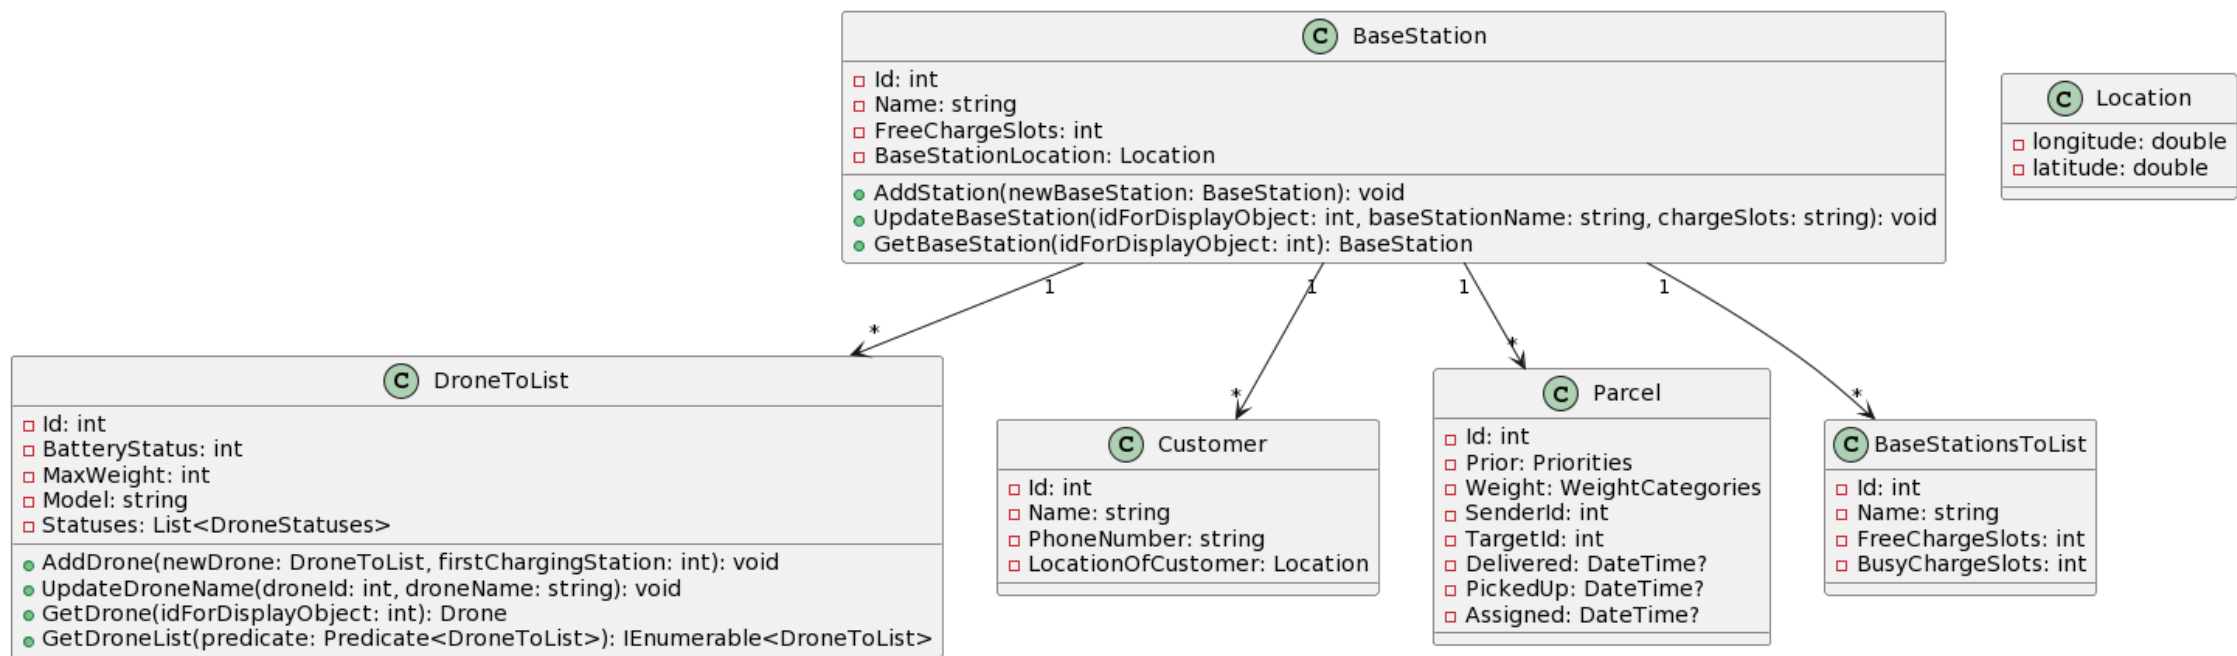 C BaseStation
Id: int
Name: string
FreeChargeSlots: int
BaseStationLocation: Location
AddStation(newBaseStation: BaseStation): void
UpdateBaseStation(idForDisplayObject: int, baseStationName: string, chargeSlots: string): void
GetBaseStation(idForDisplayObject: int): BaseStation
C Location
longitude: double
latitude: double
1 1 1 1
* * * *
C DroneToList
Id: int
BatteryStatus: int
MaxWeight: int
Model: string
Statuses: List<DroneStatuses>
AddDrone(newDrone: DroneToList, firstChargingStation: int): void
UpdateDroneName(droneId: int, droneName: string): void
GetDrone(idForDisplayObject: int): Drone
GetDroneList(predicate: Predicate<DroneToList>): IEnumerable<DroneToList>
C Customer
Id: int
Name: string
PhoneNumber: string
LocationOfCustomer: Location
C Parcel
Id: int
Prior: Priorities
Weight: WeightCategories
SenderId: int
TargetId: int
Delivered: DateTime?
PickedUp: DateTime?
Assigned: DateTime?
C BaseStationsToList
Id: int
Name: string
FreeChargeSlots: int
BusyChargeSlots: int